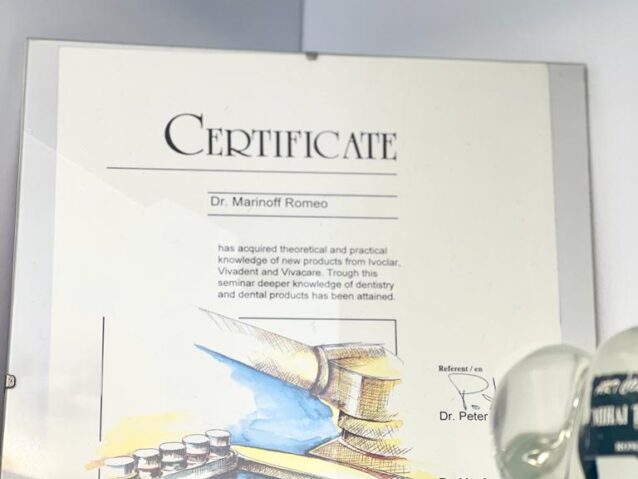 CERTIFICATE
Dr. Marinoff Romeo
has acquired theoretical and practical
knowledge of new products from Ivoclar,
Vivadent and Vivacare. Trough this
seminar deeper knowledge of dentistry
and dental products has been attained.
Referent / en
Dr. Peter